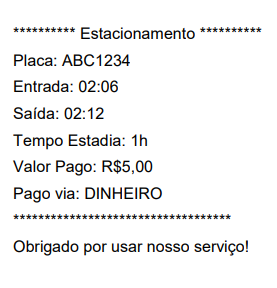 ********** Estacionamento **********
Placa: ABC1234
Entrada: 02:06
Saída: 02:12
Tempo Estadia: 1h
Valor Pago: R$5,00
Pago via: DINHEIRO
***********************************
Obrigado por usar nosso serviço!